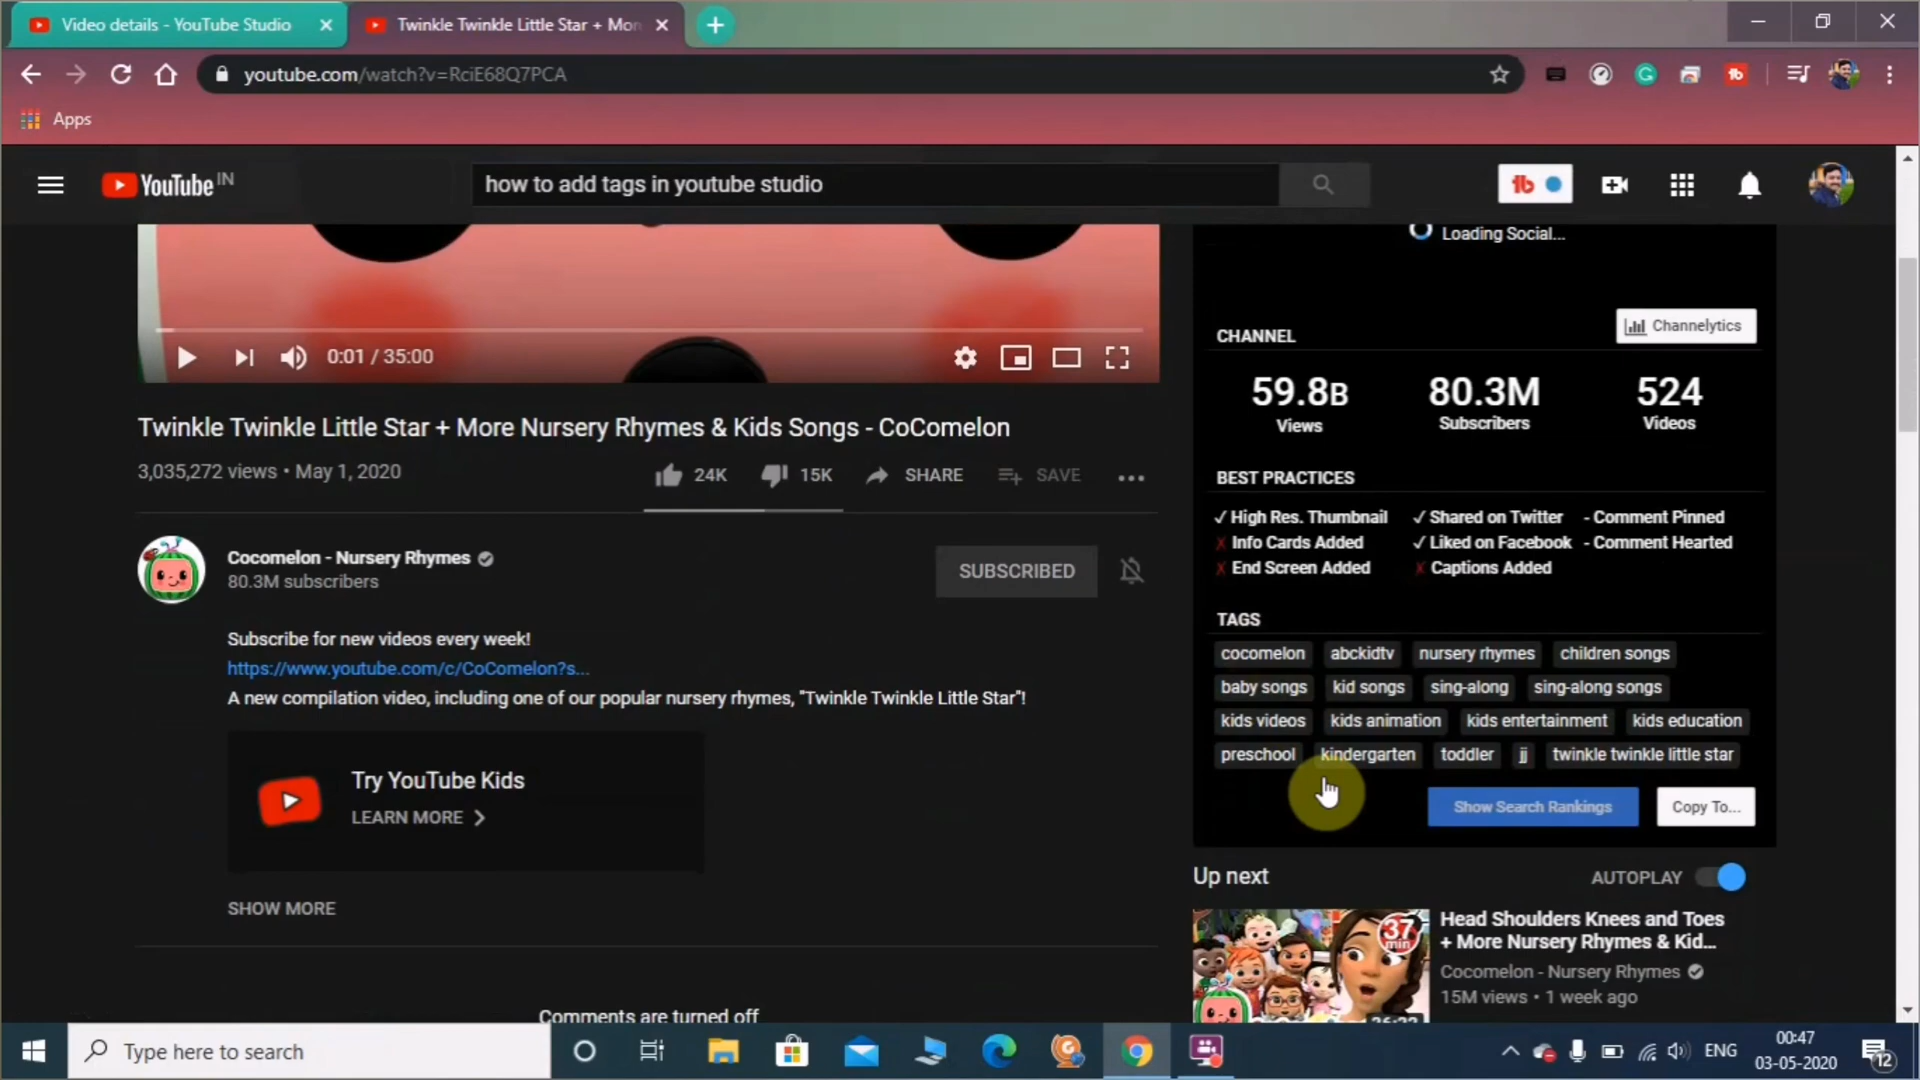 Video details - YouTube Studio
Twinkle Twinkle Little Star + Mor
youtube.com/watch?v=RciE68Q7PCA
Apps
YouTube IN
how to add tags in youtube studio
Loading Social...
CHANNEL
Channelytics
59.8B 80.3M 524
Views Subscribers Videos
0:01 / 35:00
Twinkle Twinkle Little Star + More Nursery Rhymes & Kids Songs - CoComelon
3,035,272 views • May 1, 2020
24K 15K SHARE SAVE
BEST PRACTICES
✓ High Res. Thumbnail ✓ Shared on Twitter - Comment Pinned
X Info Cards Added ✓ Liked on Facebook - Comment Hearted
X End Screen Added X Captions Added
Cocomelon - Nursery Rhymes
80.3M subscribers
SUBSCRIBED
Subscribe for new videos every week!
https://www.youtube.com/c/CoComelon?s...
A new compilation video, including one of our popular nursery rhymes, "Twinkle Twinkle Little Star"!
TAGS
cocomelon abckidtv nursery rhymes children songs
baby songs kid songs sing-along sing-along songs
kids videos kids animation kids entertainment kids education
preschool kindergarten toddler jj twinkle twinkle little star
Show Search Rankings Copy To...
Try YouTube Kids
LEARN MORE
SHOW MORE
Up next
AUTOPLAY
37 min
Head Shoulders Knees and Toes
+ More Nursery Rhymes & Kid...
Cocomelon - Nursery Rhymes
15M views • 1 week ago
Comments are turned off
Type here to search
ENG
00:47
03-05-2020
12